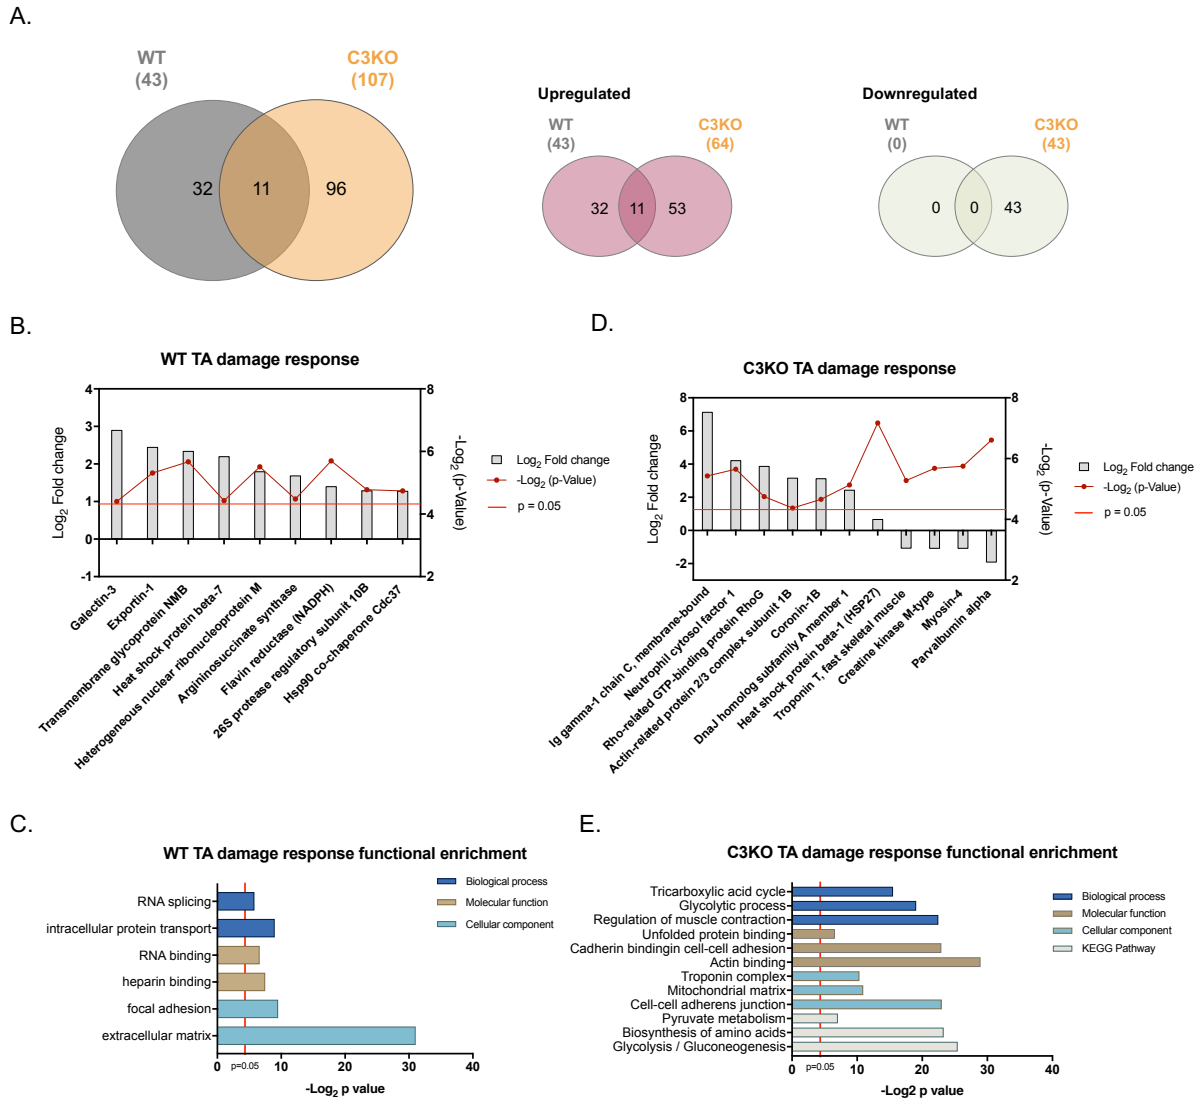 A.
WT
(43)
C3KO
(107)
32
11
96
Upregulated
WT
(43)
C3KO
(64)
32
11
53
Downregulated
WT
(0)
C3KO
(43)
0
0
43
B.
WT TA damage response
4
3
2
1
0
-1
Log2 Fold change
8
6
4
2
-Log2 (p-Value)
Log2 Fold change
-Log2 (p-Value)
p = 0.05
Galectin-3
Exportin-1
Transmembrane glycoprotein NMB
Heat shock protein beta-7
Heterogeneous nuclear ribonucleoprotein M
Argininosuccinate synthase
Flavin reductase (NADPH)
26S protease regulatory subunit 10B
Hsp90 co-chaperone Cdc37
D.
C3KO TA damage response
8
6
4
2
0
-2
Log2 Fold change
8
6
4
2
-Log2 (p-Value)
Log2 Fold change
-Log2 (p-Value)
p = 0.05
Ig gamma-1 chain C, membrane-bound
Neutrophil cytosol factor 1
Rho-related GTP-binding protein RhoG
Actin-related protein 2/3 complex subunit 1B
Coronin-1B
DnaJ homolog subfamily A member 1
Heat shock protein beta-1 (HSP27)
Troponin T, fast skeletal muscle
Creatine kinase M-type
Myosin-4
Parvalbumin alpha
C.
WT TA damage response functional enrichment
RNA splicing
intracellular protein transport
RNA binding
heparin binding
focal adhesion
extracellular matrix
0
p=0.05
10
20
30
40
-Log2 p value
Biological process
Molecular function
Cellular component
E.
C3KO TA damage response functional enrichment
Tricarboxylic acid cycle
Glycolytic process
Regulation of muscle contraction
Unfolded protein binding
Cadherin bindingin cell-cell adhesion
Actin binding
Troponin complex
Mitochondrial matrix
Cell-cell adherens junction
Pyruvate metabolism
Biosynthesis of amino acids
Glycolysis / Gluconeogenesis
0
p=0.05
10
20
30
40
-Log2 p value
Biological process
Molecular function
Cellular component
KEGG Pathway